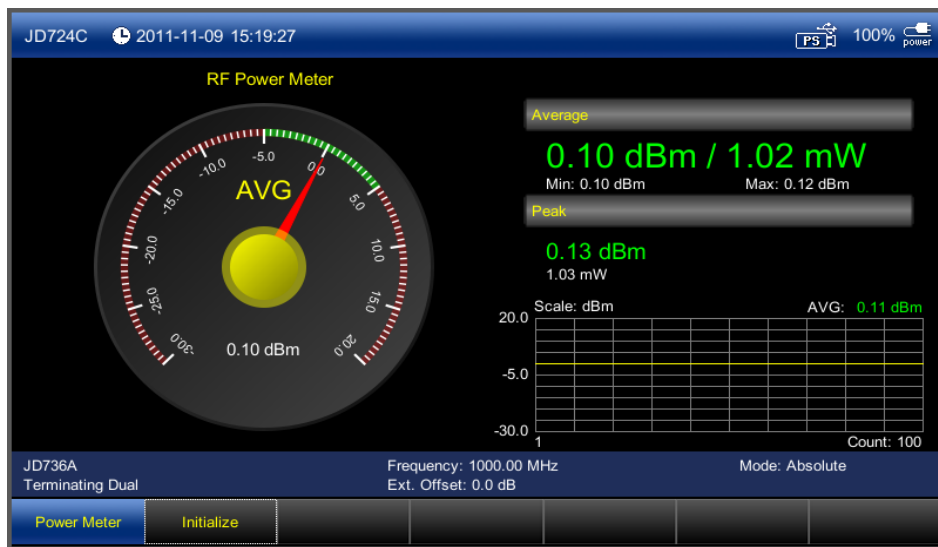 JD724C 2011-11-09 15:19:27 PS 100% power
RF Power Meter
-30.0
-25.0
-20.0
-15.0
-10.0
-5.0
0.0
5.0
10.0
15.0
20.0
AVG
0.10 dBm
Average
0.10 dBm / 1.02 mW
Min: 0.10 dBm Max: 0.12 dBm
Peak
0.13 dBm
1.03 mW
Scale: dBm AVG: 0.11 dBm
20.0
-5.0
-30.0
1 Count: 100
JD736A Frequency: 1000.00 MHz Mode: Absolute
Terminating Dual Ext. Offset: 0.0 dB
Power Meter Initialize